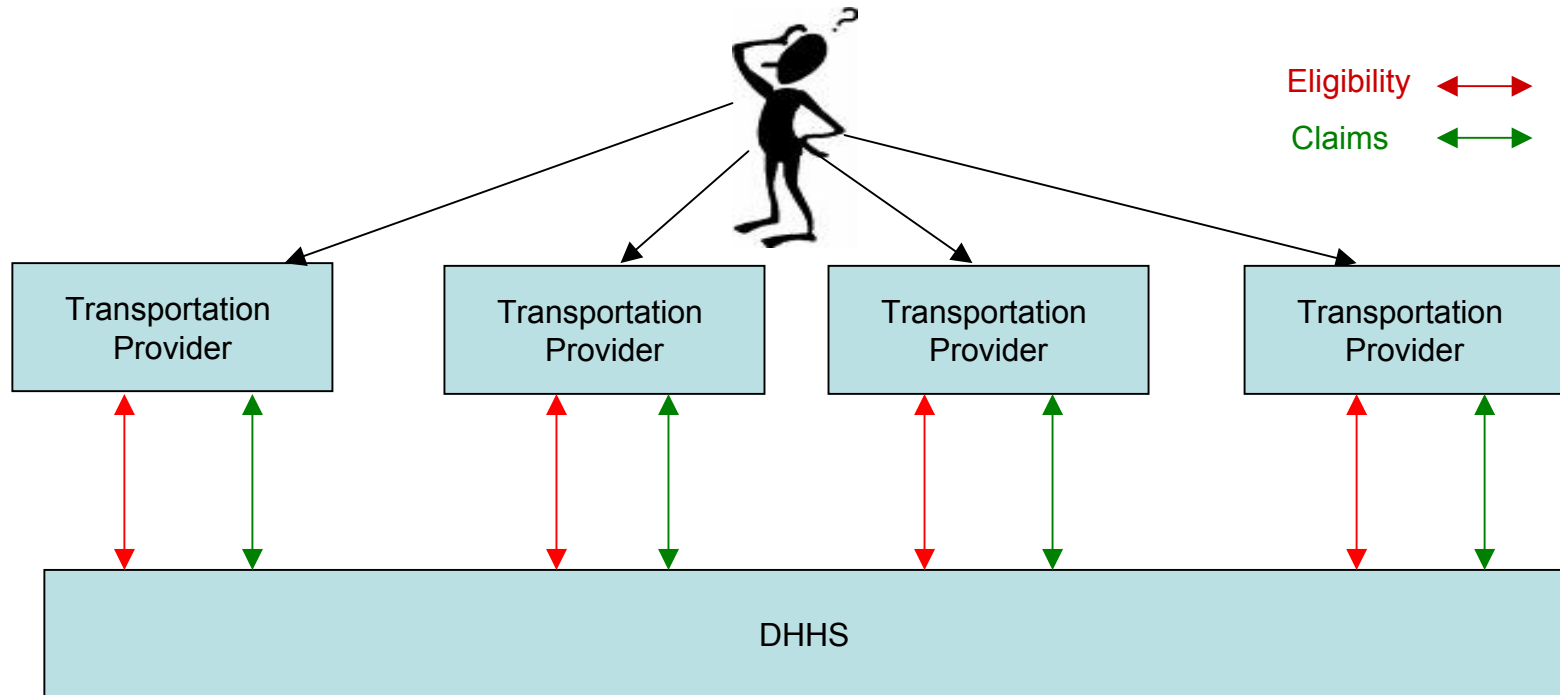 ?
Eligibility
Claims
Transportation
Provider
Transportation
Provider
Transportation
Provider
Transportation
Provider
DHHS